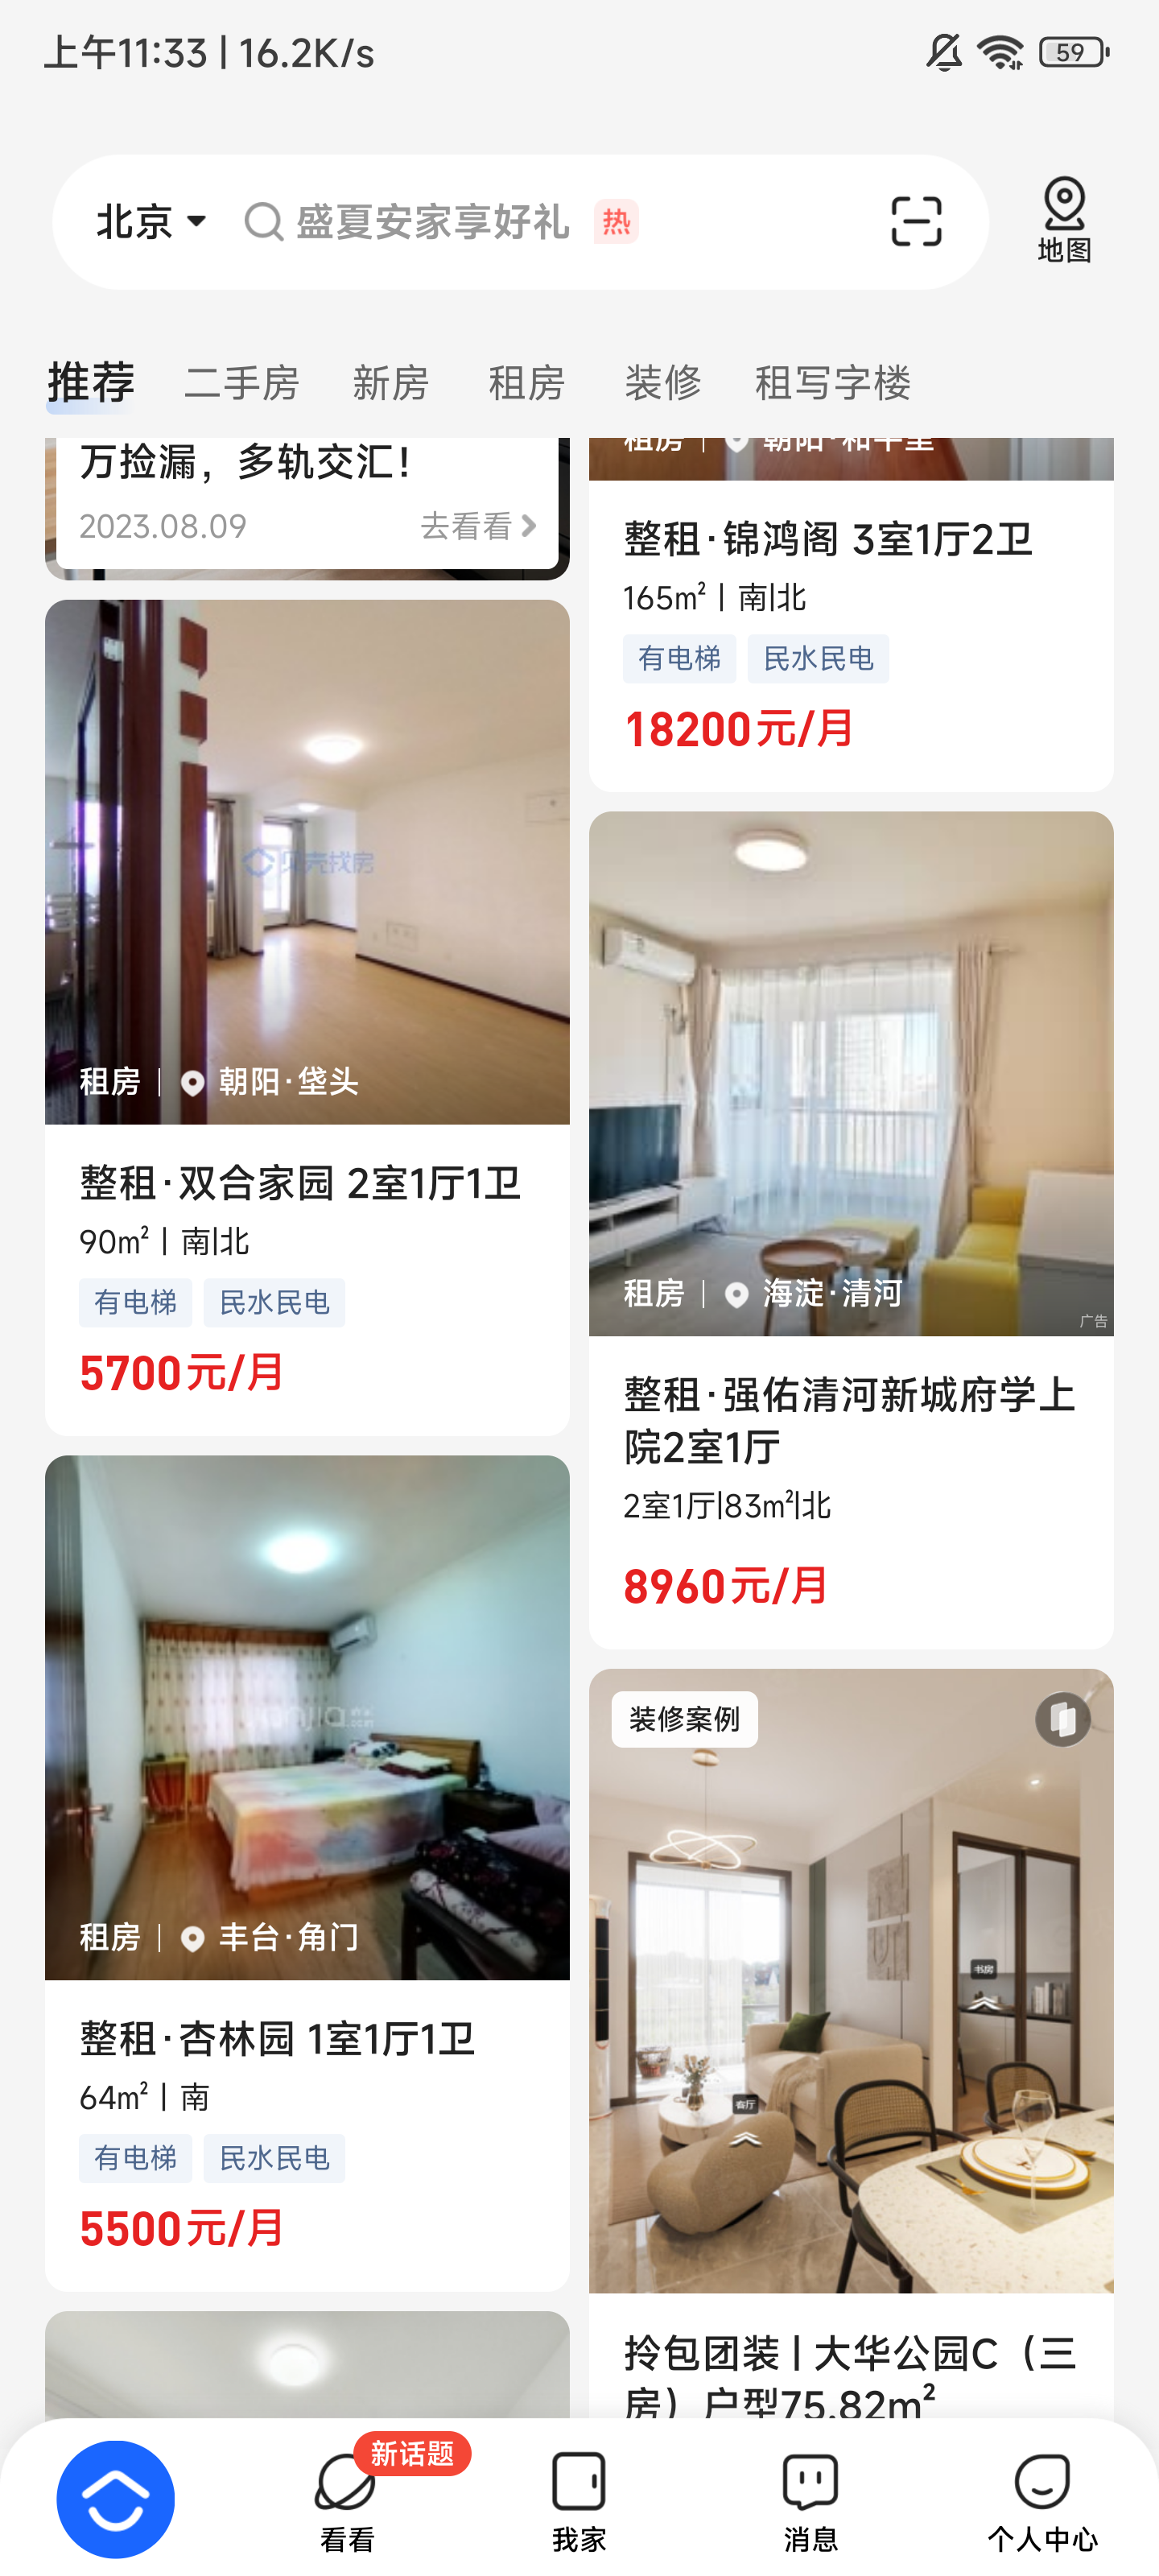 上午11:33 | 16.2K/s
59
北京
盛夏安家享好礼 热
地图
推荐 二手房 新房 租房 装修 租写字楼
万捡漏，多轨交汇！
2023.08.09
去看看
贝壳找房
租房 | 朝阳·垡头
整租·双合家园 2室1厅1卫
90m² | 南|北
有电梯 民水民电
5700元/月
租房 | 丰台·角门
整租·杏林园 1室1厅1卫
64m² | 南
有电梯 民水民电
5500元/月
租房 | 朝阳·和平里
整租·锦鸿阁 3室1厅2卫
165m² | 南|北
有电梯 民水民电
18200元/月
租房 | 海淀·清河
广告
整租·强佑清河新城府学上
院2室1厅
2室1厅|83m²|北
8960元/月
装修案例
书房
客厅
拎包团装 | 大华公园C（三
房）户型75.82m²
新话题
看看
我家
消息
个人中心